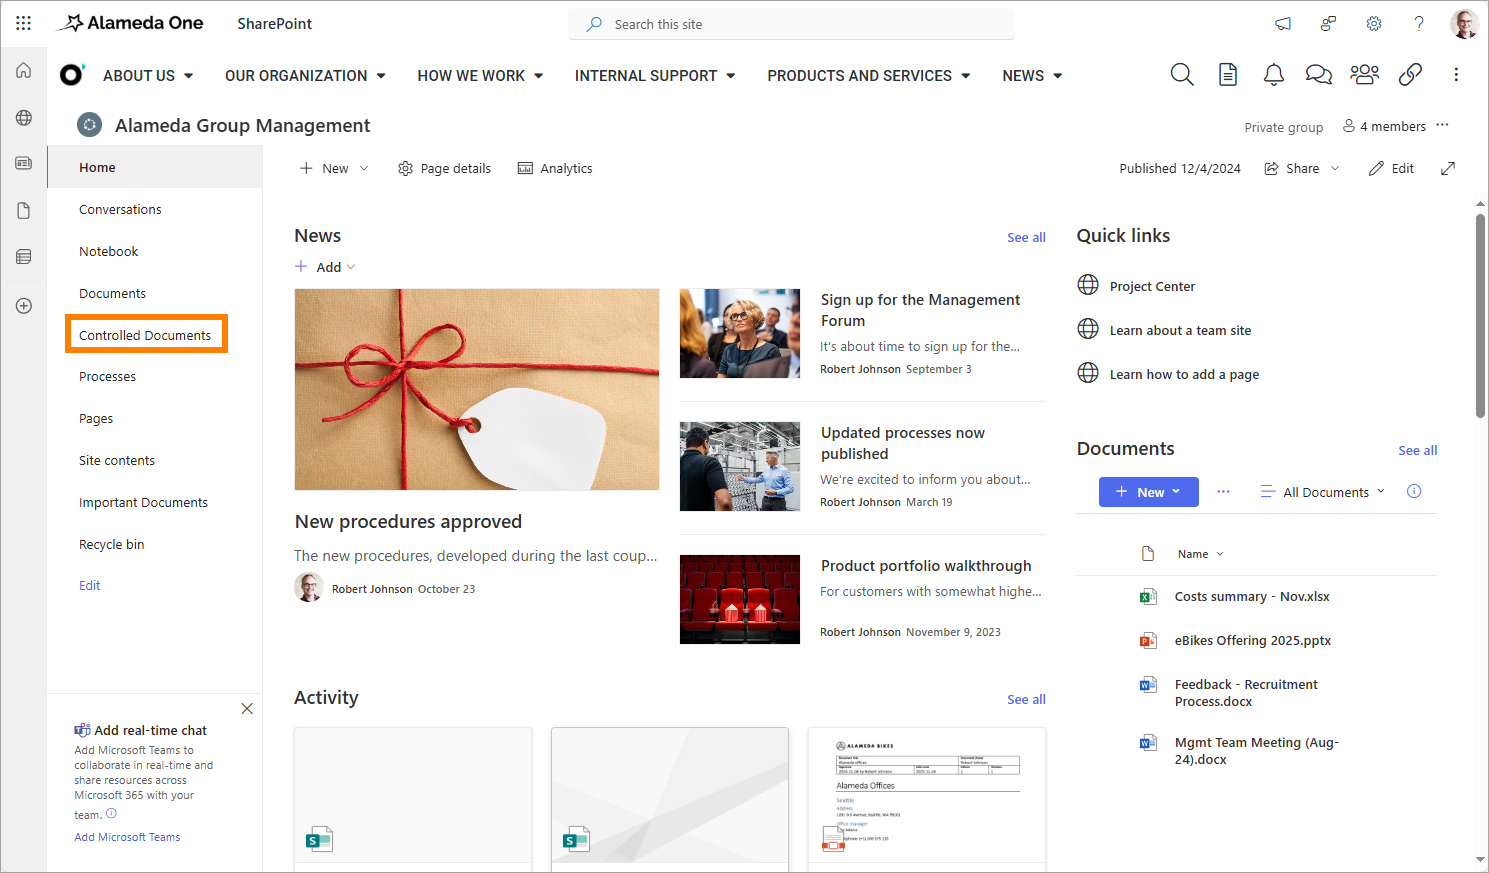 Alameda One
SharePoint
Search this site
?
ABOUT US
OUR ORGANIZATION
HOW WE WORK
INTERNAL SUPPORT
PRODUCTS AND SERVICES
NEWS
Alameda Group Management
Private group
4 members
Home
Conversations
Notebook
Documents
Controlled Documents
Processes
Pages
Site contents
Important Documents
Recycle bin
Edit
Add real-time chat
Add Microsoft Teams to
collaborate in real-time and
share resources across
Microsoft 365 with your
team.
Add Microsoft Teams
New
Page details
Analytics
Published 12/4/2024
Share
Edit
News
See all
Add
New procedures approved
The new procedures, developed during the last coup...
Robert Johnson October 23
Sign up for the Management
Forum
It's about time to sign up for the...
Robert Johnson September 3
Updated processes now
published
We're excited to inform you about...
Robert Johnson March 19
Product portfolio walkthrough
For customers with somewhat highe...
Robert Johnson November 9, 2023
Activity
See all
S
S
ALAMEDA BIKES
Alameda Offices
Seattle
Quick links
Project Center
Learn about a team site
Learn how to add a page
Documents
See all
New
All Documents
Name
Costs summary - Nov.xlsx
eBikes Offering 2025.pptx
Feedback - Recruitment
Process.docx
Mgmt Team Meeting (Aug-
24).docx